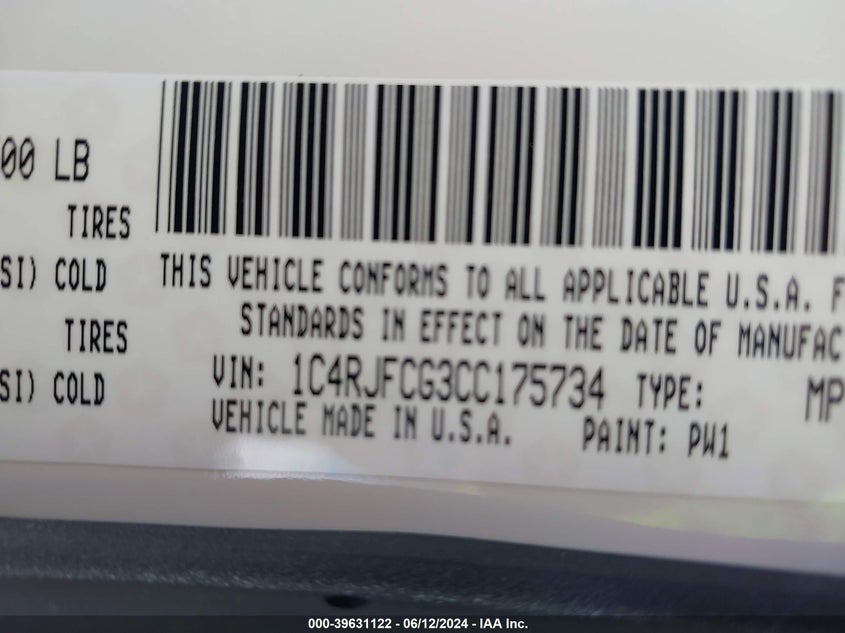 00 LB
TIRES
SI) COLD
TIRES
SI) COLD
THIS VEHICLE CONFORMS TO ALL APPLICABLE U.S.A. F
STANDARDS IN EFFECT ON THE DATE OF MANUFAC
VIN: 1C4RJFCG3CC175734 TYPE: MP
VEHICLE MADE IN U.S.A. PAINT: PW1
000-39631122 - 06/12/2024 - IAA Inc.